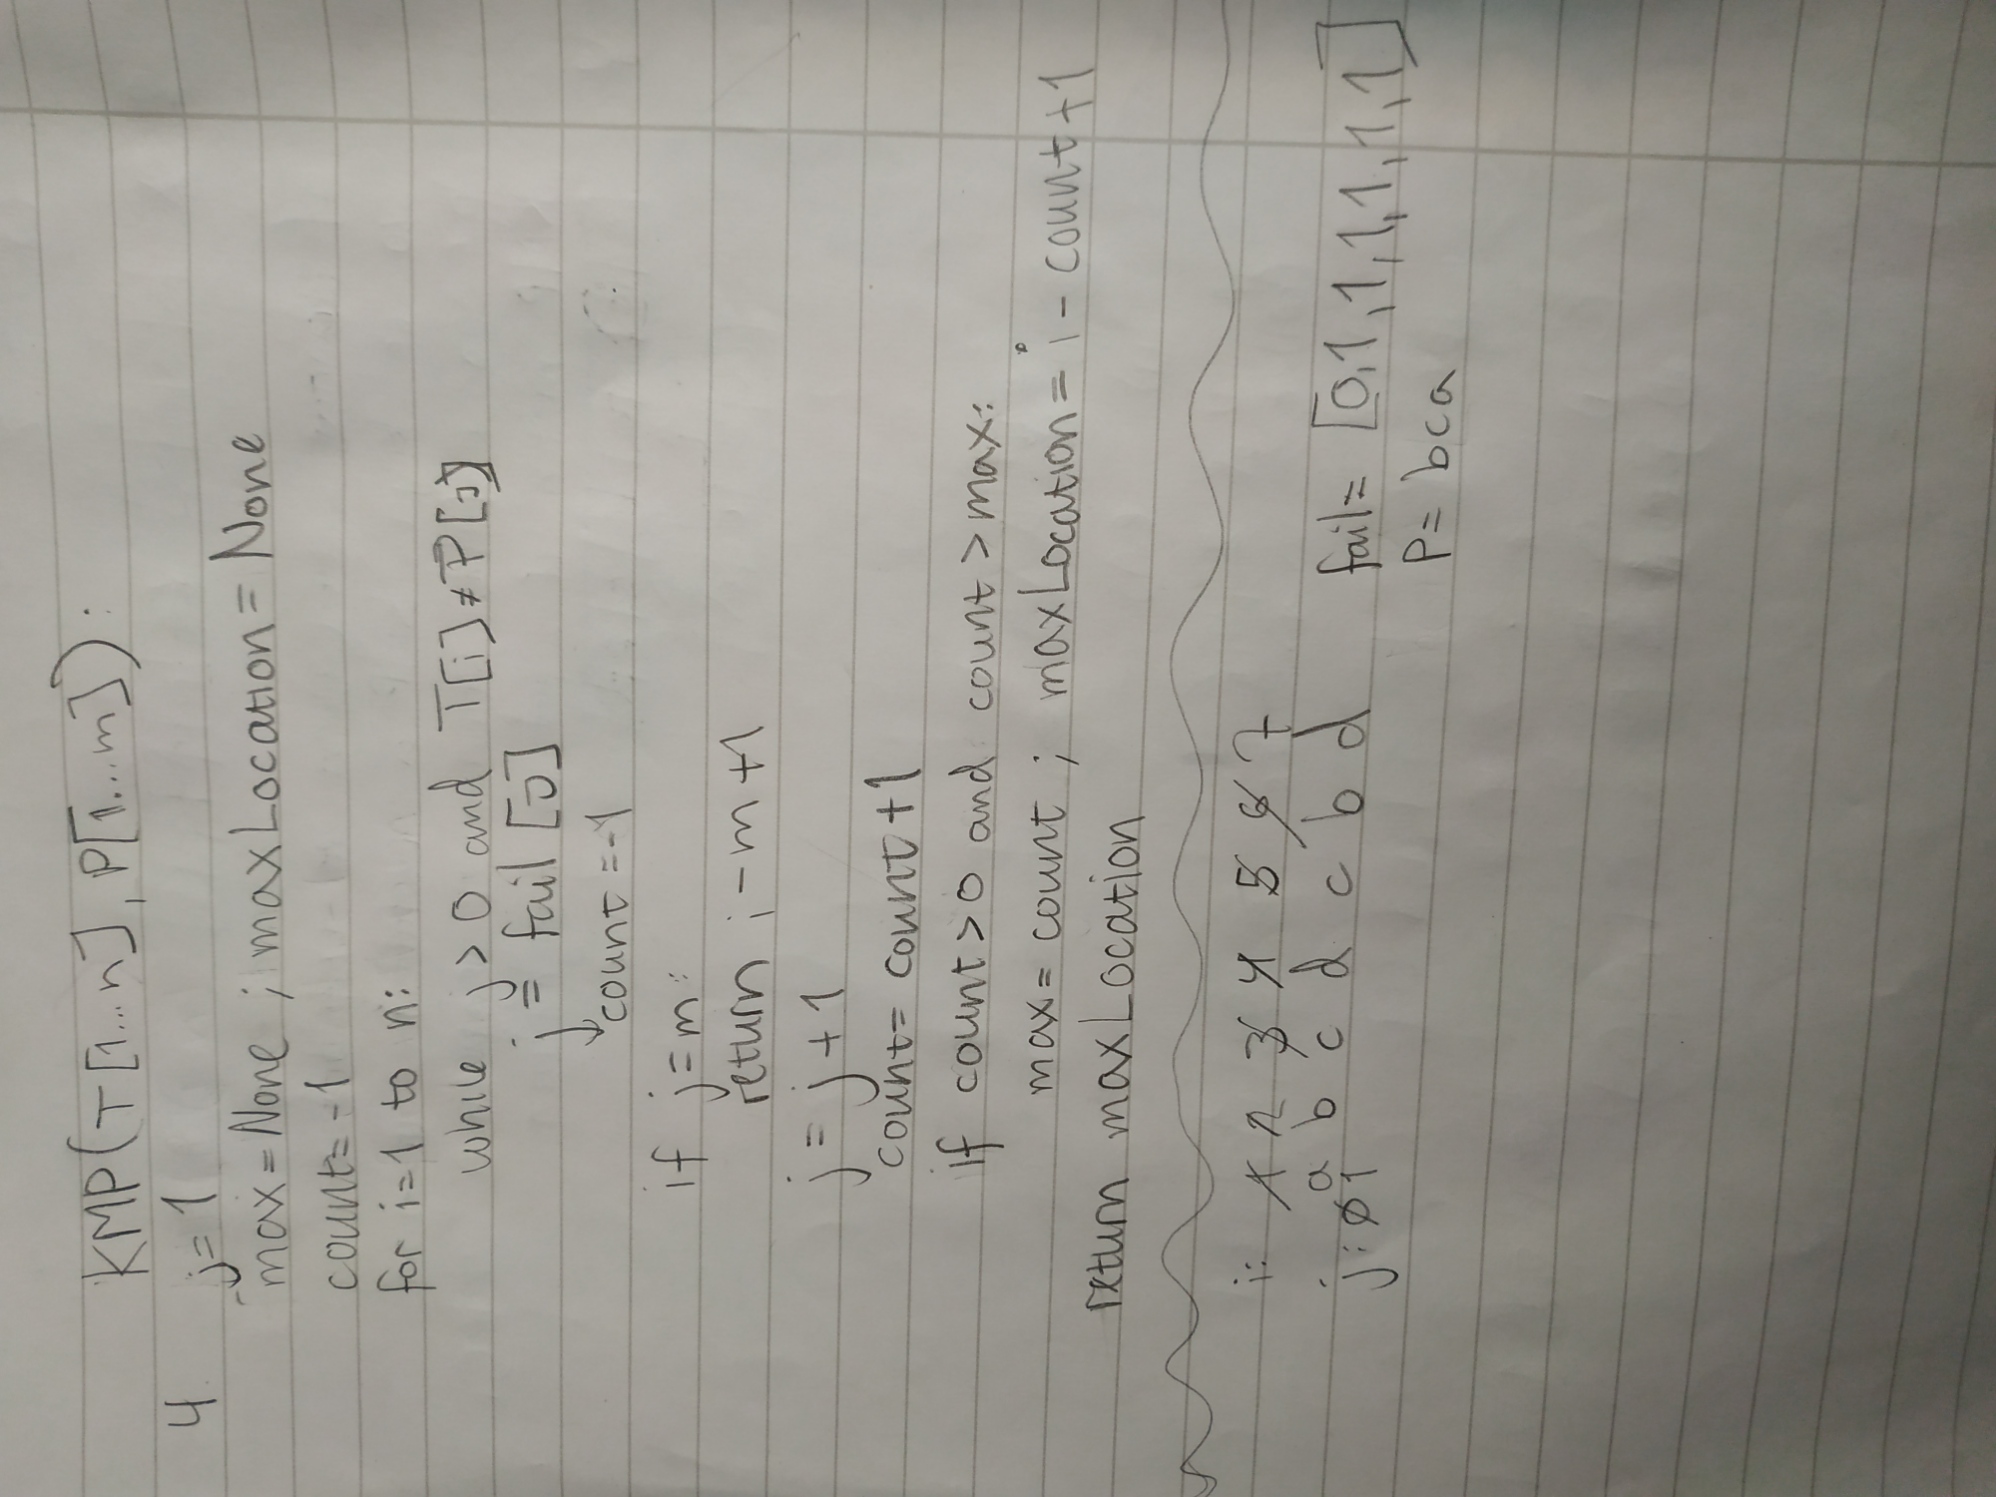 KMP(T[1...n], P[1...m]):
4. j=1
max=None ; maxLocation=None
count=-1
for i=1 to n:
while j>0 and T[i]≠P[j]
j = fail[j]
count=-1
if j=m:
return i-m+1
j=j+1
count=count+1
if count>0 and count>max:
max=count ; maxLocation=i-count+1
return maxLocation
i: 1 2 3 4 5 6 7
a b c d c b d
j: 0 1
fail= [0,1,1,1,1,1,1]
P= bca